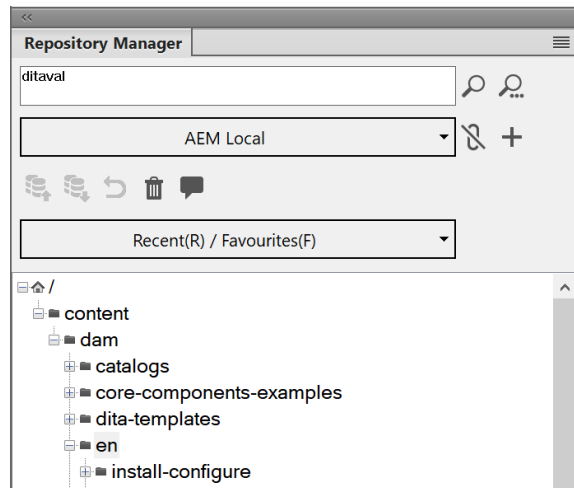 Repository Manager
ditaval
AEM Local
Recent(R) / Favourites(F)
/
content
dam
catalogs
core-components-examples
dita-templates
en
install-configure